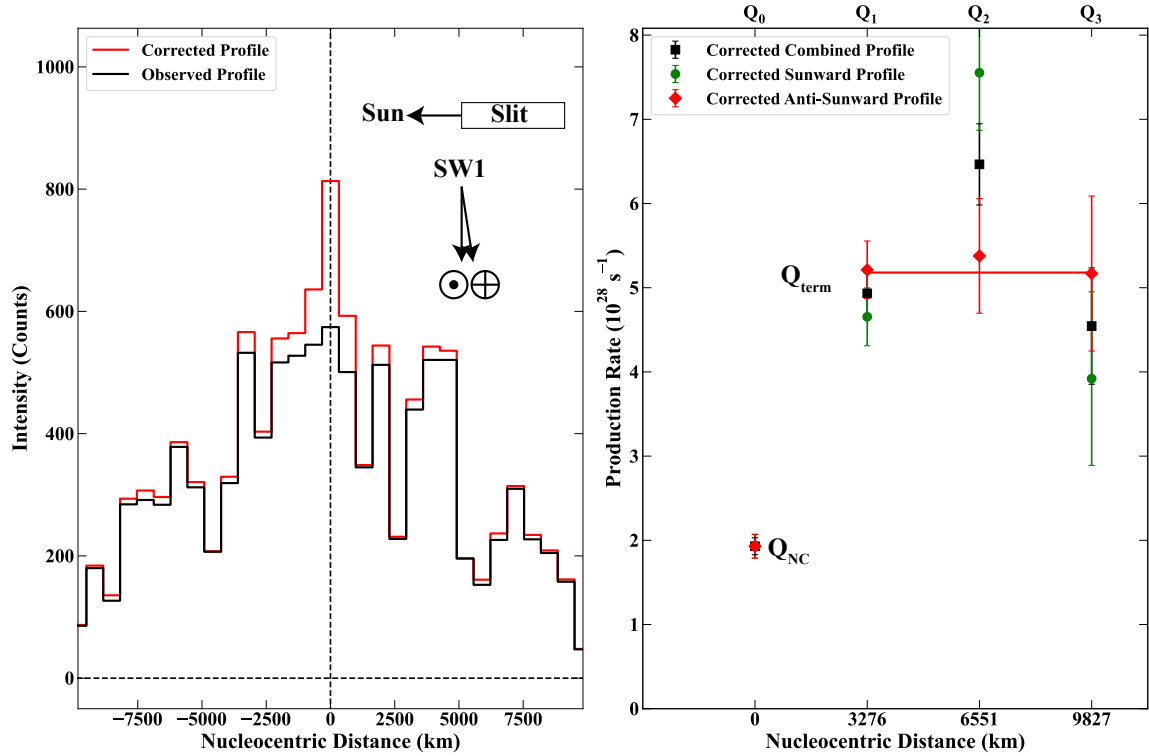 Corrected Profile
Observed Profile
Sun
Slit
SW1
1000
800
600
400
200
0
Intensity (Counts)
−7500
−5000
−2500
0
2500
5000
7500
Nucleocentric Distance (km)
Q0
Q1
Q2
Q3
Corrected Combined Profile
Corrected Sunward Profile
Corrected Anti-Sunward Profile
8
7
6
5
4
3
2
1
0
Production Rate (10^28 s^−1)
Qterm
QNC
0
3276
6551
9827
Nucleocentric Distance (km)